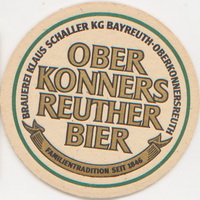 BRAUEREI KLAUS SCHALLER KG BAYREUTH-OBERKONNERSREUTH
OBER
KONNERS
REUTHER
BIER
FAMILIENTRADITION SEIT 1846